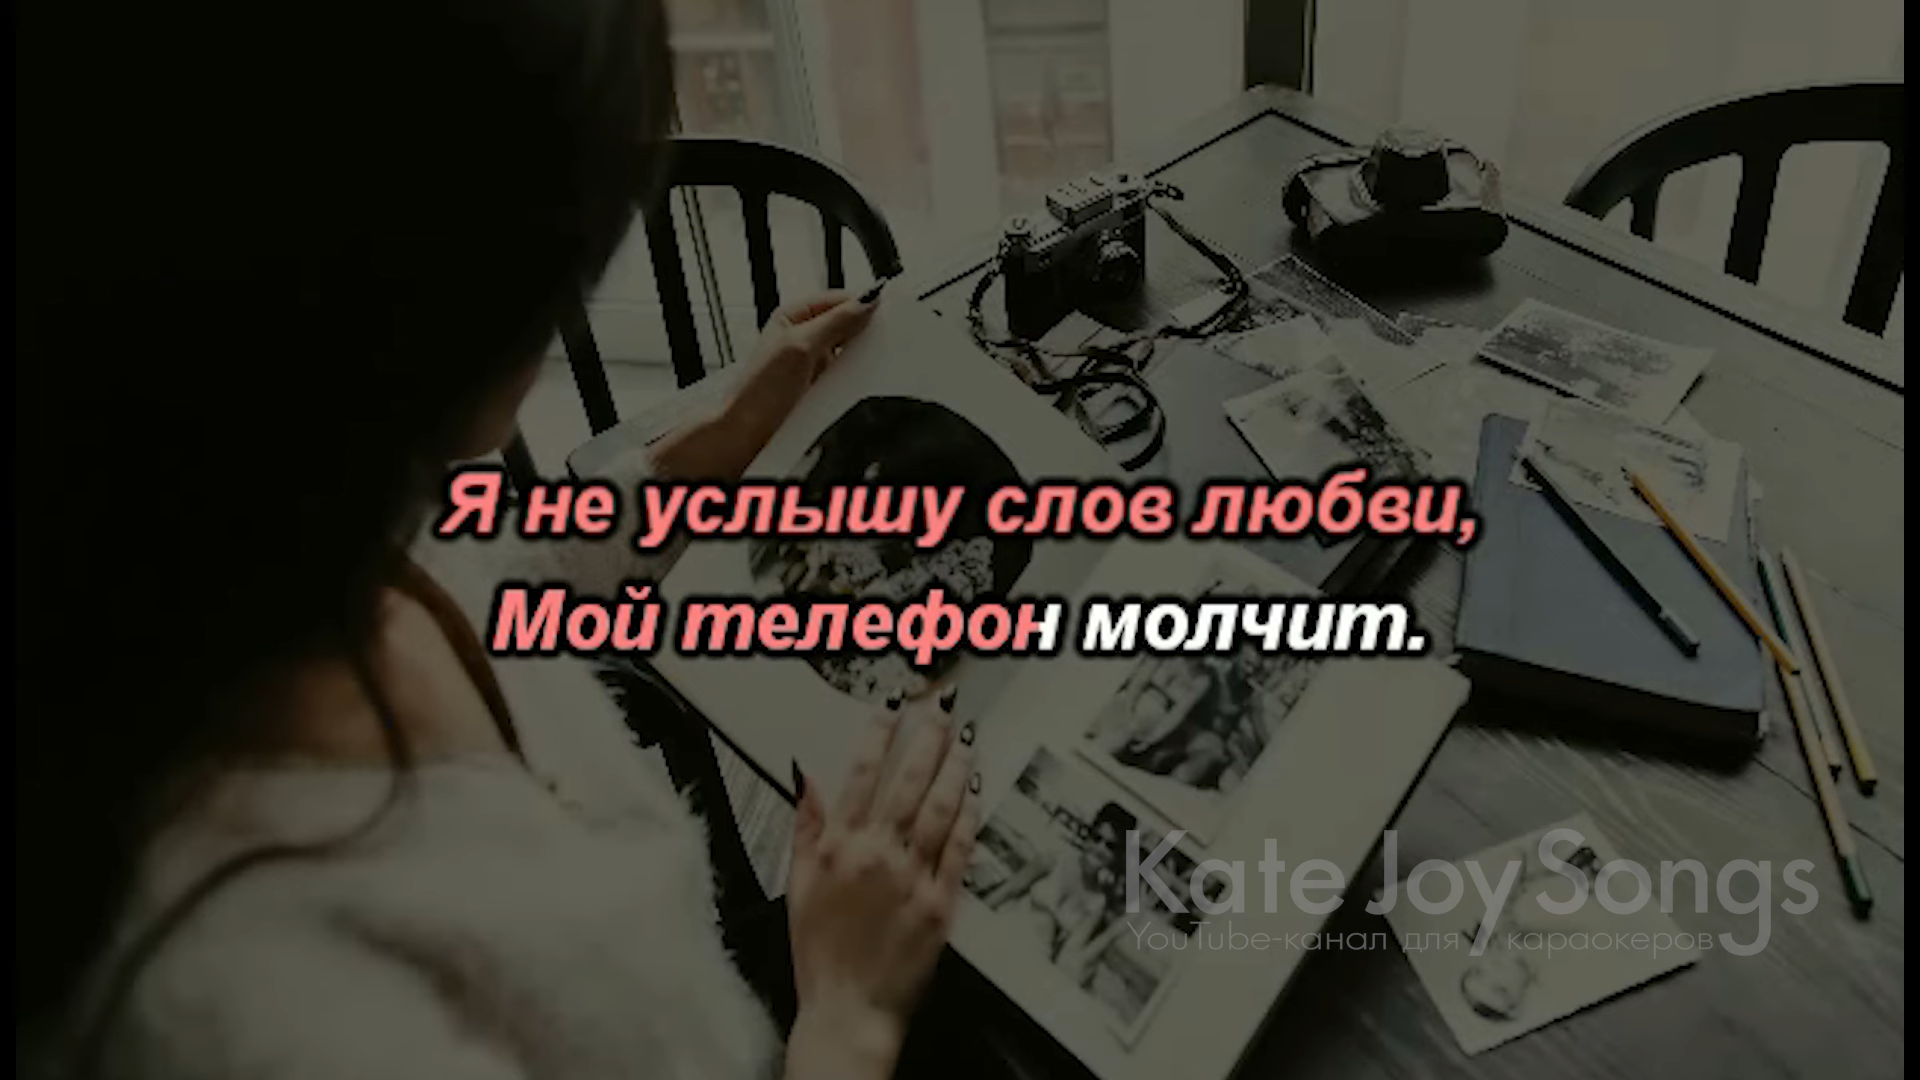 Я не услышу слов любви,
Мой телефон молчит.
Kate Joy Songs
YouTube-канал для караокеров